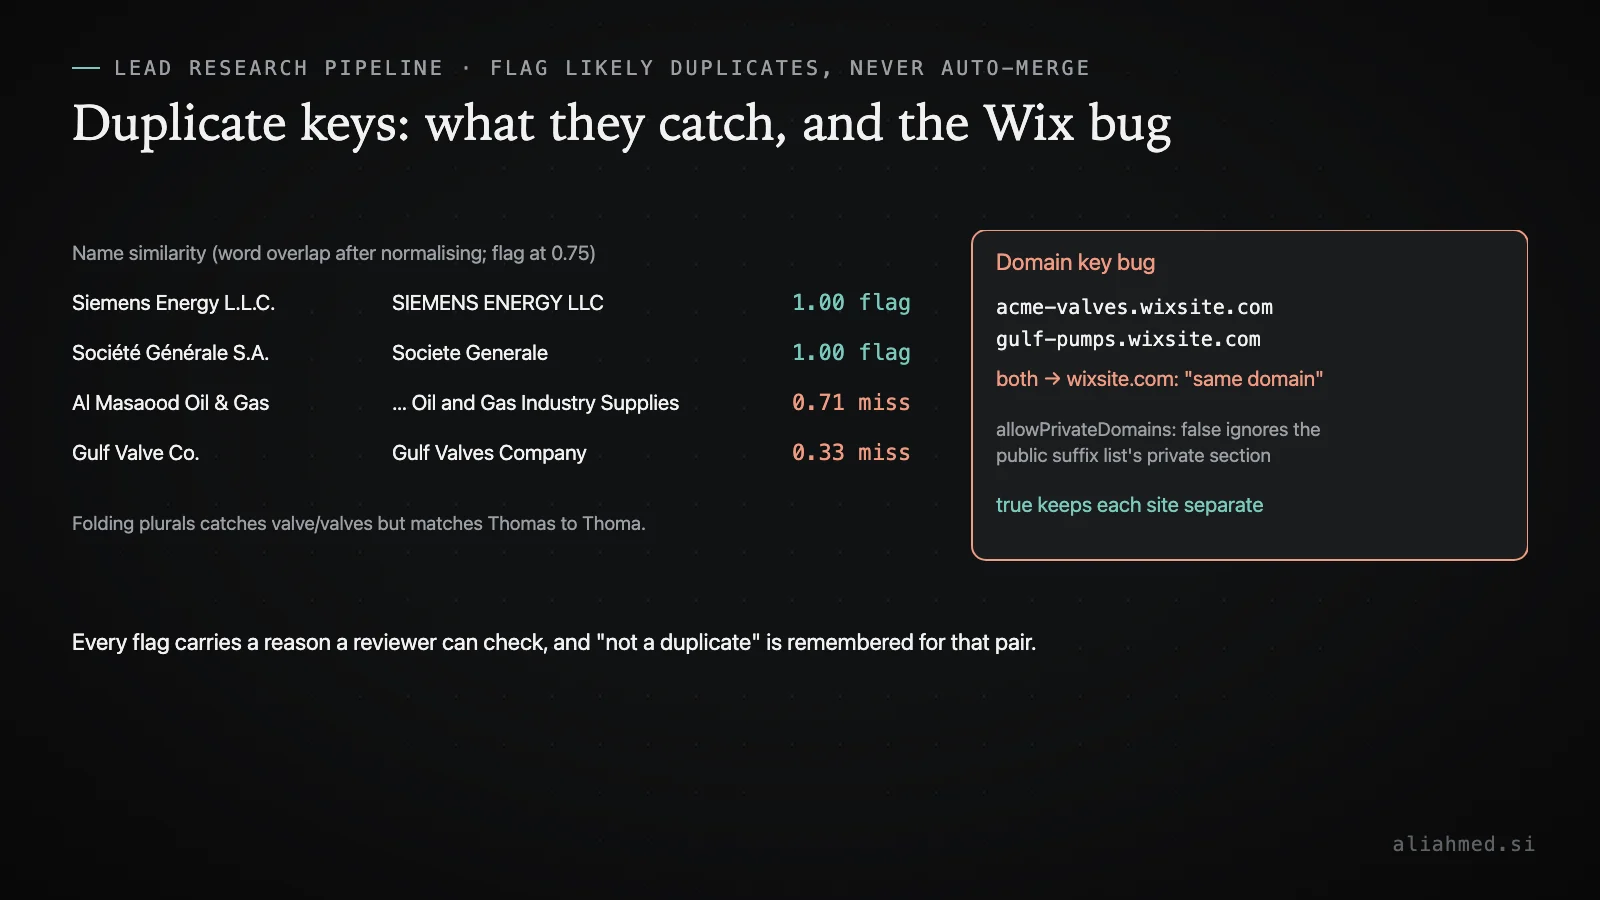 LEAD RESEARCH PIPELINE · FLAG LIKELY DUPLICATES, NEVER AUTO-MERGE
Duplicate keys: what they catch, and the Wix bug
Name similarity (word overlap after normalising; flag at 0.75)
Siemens Energy L.L.C. SIEMENS ENERGY LLC 1.00 flag
Société Générale S.A. Societe Generale 1.00 flag
Al Masaood Oil & Gas ... Oil and Gas Industry Supplies 0.71 miss
Gulf Valve Co. Gulf Valves Company 0.33 miss
Folding plurals catches valve/valves but matches Thomas to Thoma.
Domain key bug
acme-valves.wixsite.com
gulf-pumps.wixsite.com
both → wixsite.com: "same domain"
allowPrivateDomains: false ignores the
public suffix list's private section
true keeps each site separate
Every flag carries a reason a reviewer can check, and "not a duplicate" is remembered for that pair.
aliahmed.si